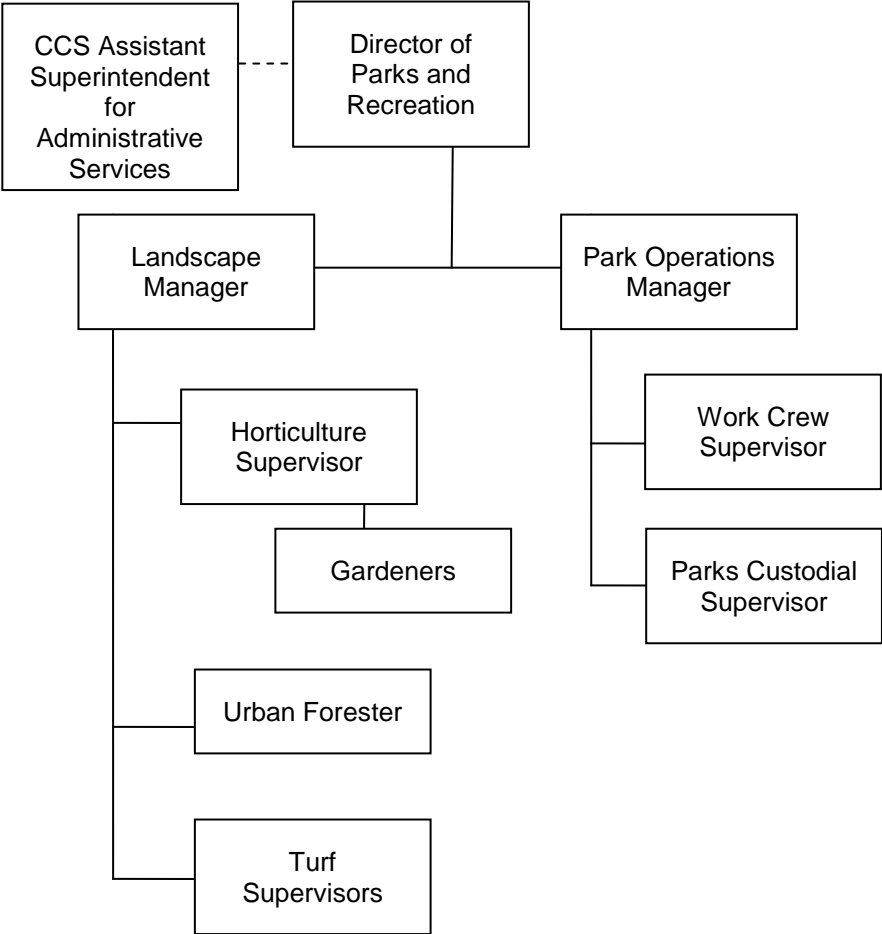 CCS Assistant
Superintendent
for
Administrative
Services
Director of
Parks and
Recreation
Landscape
Manager
Park Operations
Manager
Horticulture
Supervisor
Work Crew
Supervisor
Gardeners
Parks Custodial
Supervisor
Urban Forester
Turf
Supervisors